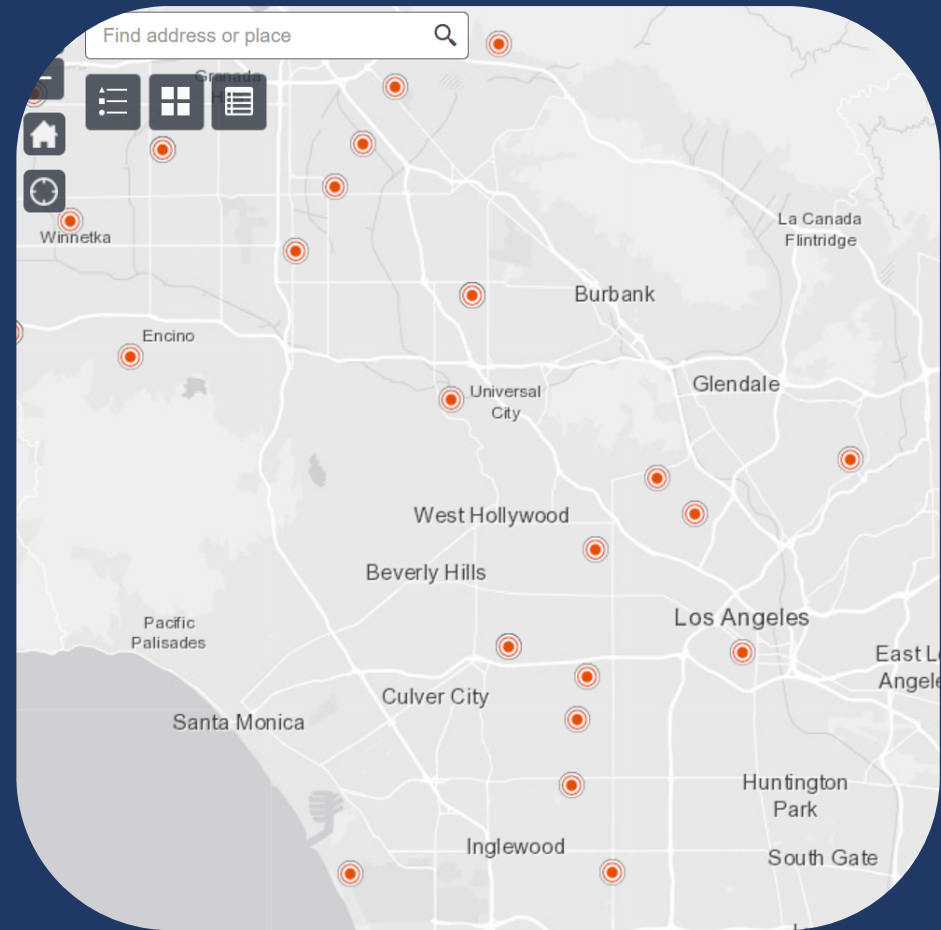 Find address or place
Granada
Winnetka
La Canada
Flintridge
Burbank
Encino
Glendale
Universal
City
West Hollywood
Beverly Hills
Los Angeles
Pacific
Palisades
East L
Angele
Culver City
Santa Monica
Huntington
Park
Inglewood
South Gate